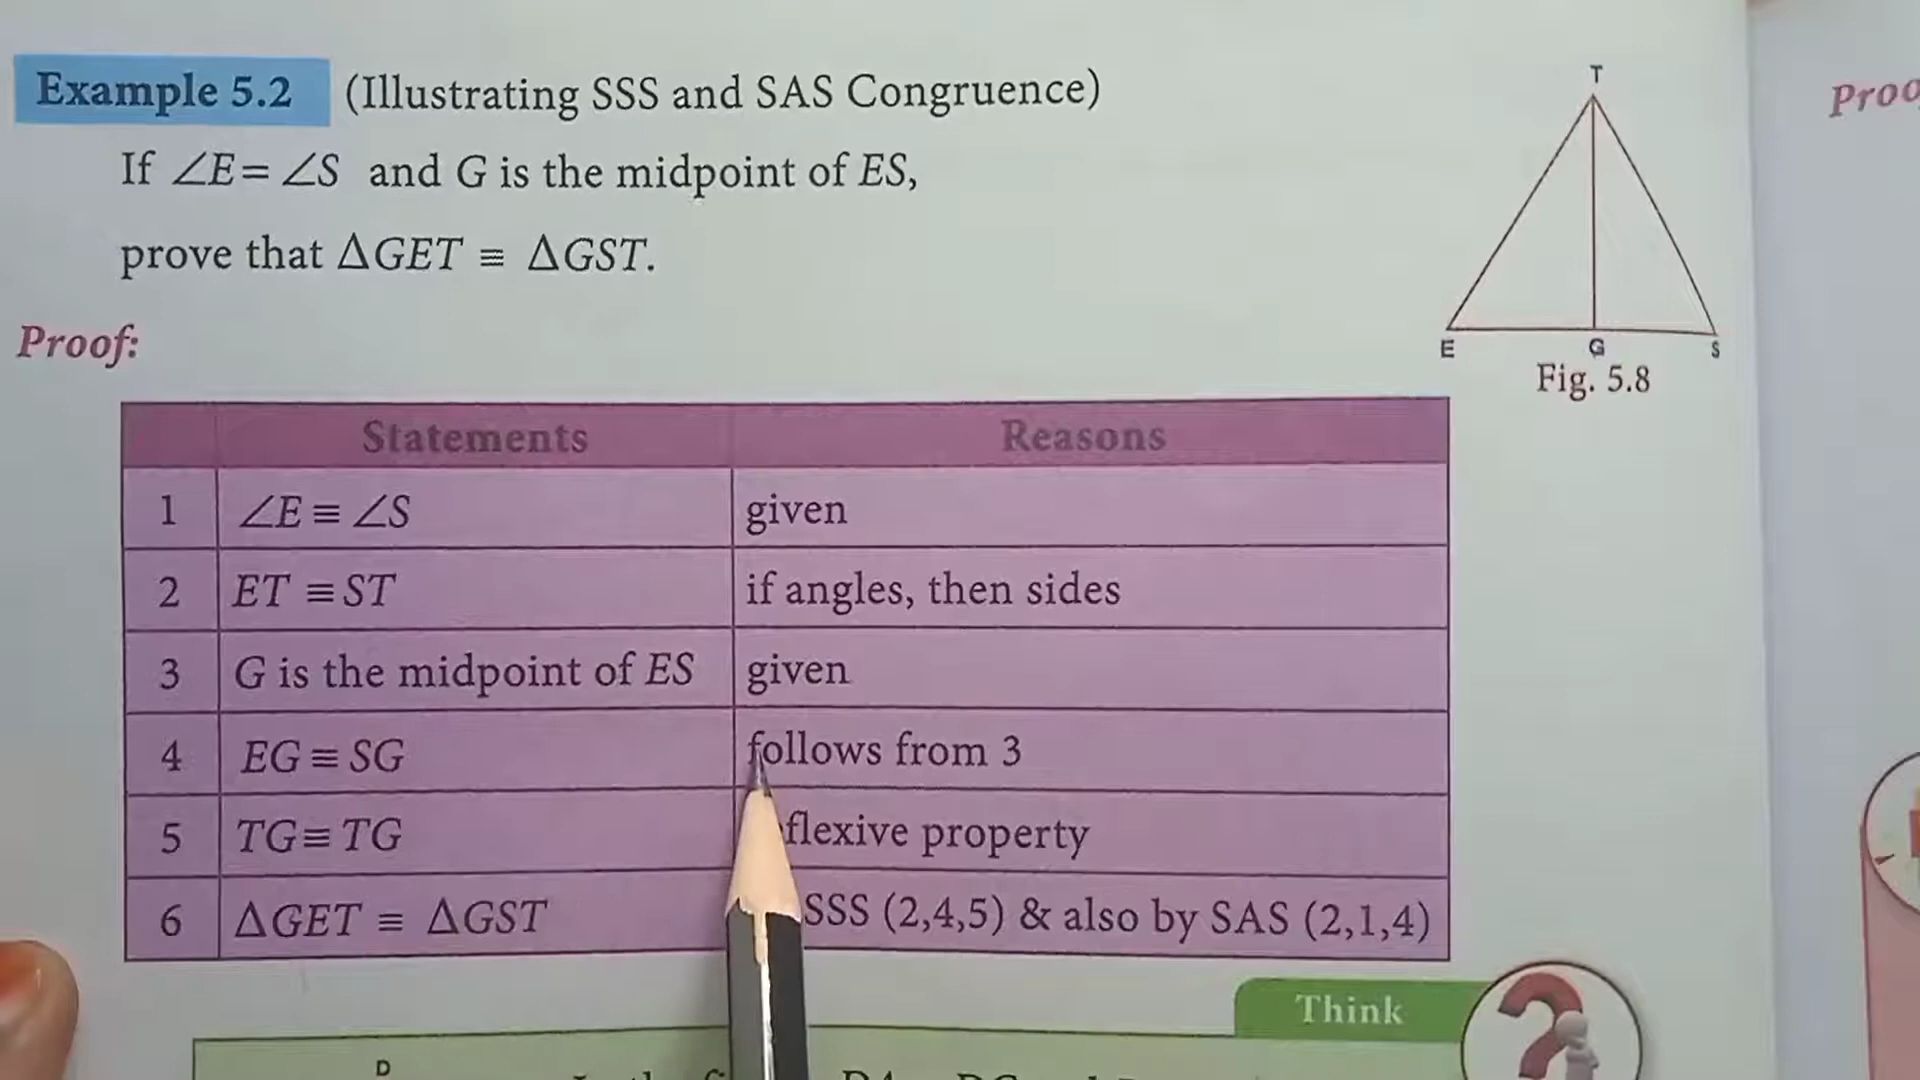 Example 5.2 (Illustrating SSS and SAS Congruence)
If ∠E= ∠S and G is the midpoint of ES,
prove that ΔGET ≡ ΔGST.
T
E G S
Fig. 5.8
Proof:
Statements Reasons
1 ∠E ≡ ∠S given
2 ET ≡ ST if angles, then sides
3 G is the midpoint of ES given
4 EG ≡ SG follows from 3
5 TG ≡ TG flexive property
6 ΔGET ≡ ΔGST SSS (2,4,5) & also by SAS (2,1,4)
Think
D
Proo